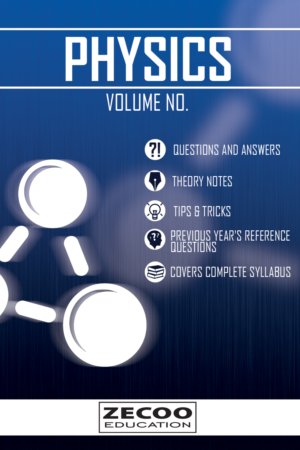 PHYSICS
VOLUME NO.
?!
QUESTIONS AND ANSWERS
THEORY NOTES
TIPS & TRICKS
PREVIOUS YEAR'S REFERENCE
QUESTIONS
COVERS COMPLETE SYLLABUS
ZECOO
EDUCATION